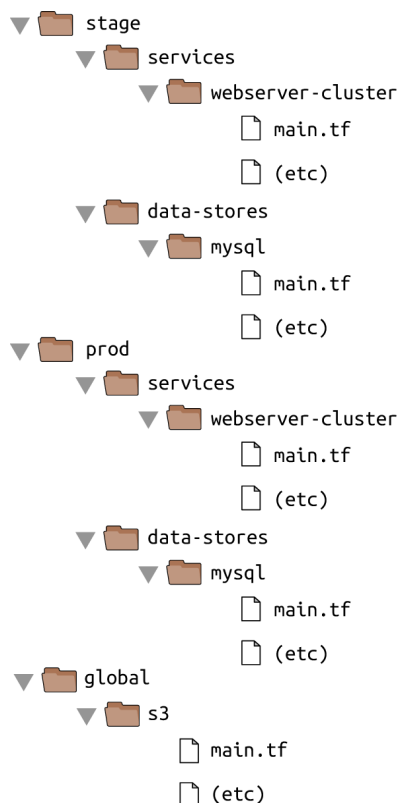 stage
services
webserver-cluster
main.tf
(etc)
data-stores
mysql
main.tf
(etc)
prod
services
webserver-cluster
main.tf
(etc)
data-stores
mysql
main.tf
(etc)
global
s3
main.tf
(etc)